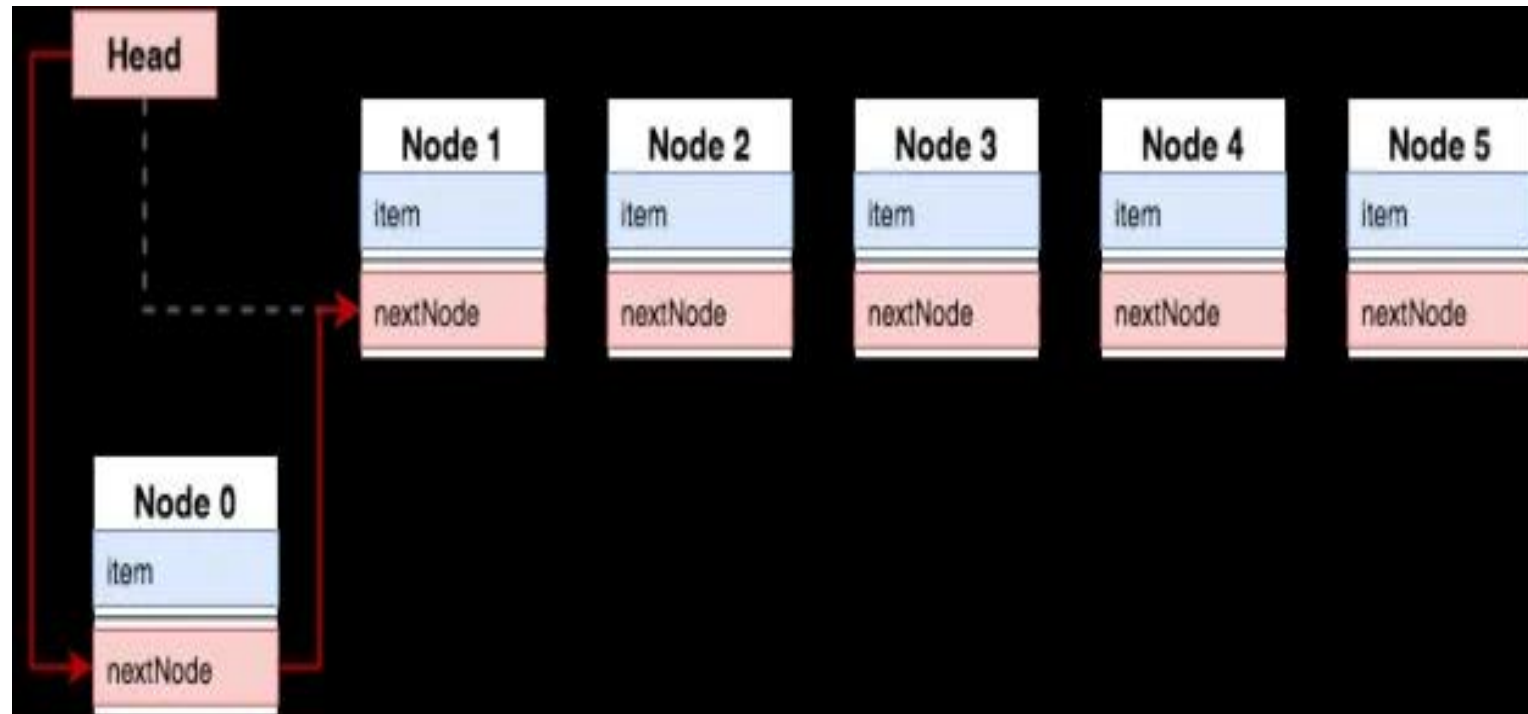 Head
Node 1
item
nextNode
Node 2
item
nextNode
Node 3
item
nextNode
Node 4
item
nextNode
Node 5
item
nextNode
Node 0
item
nextNode